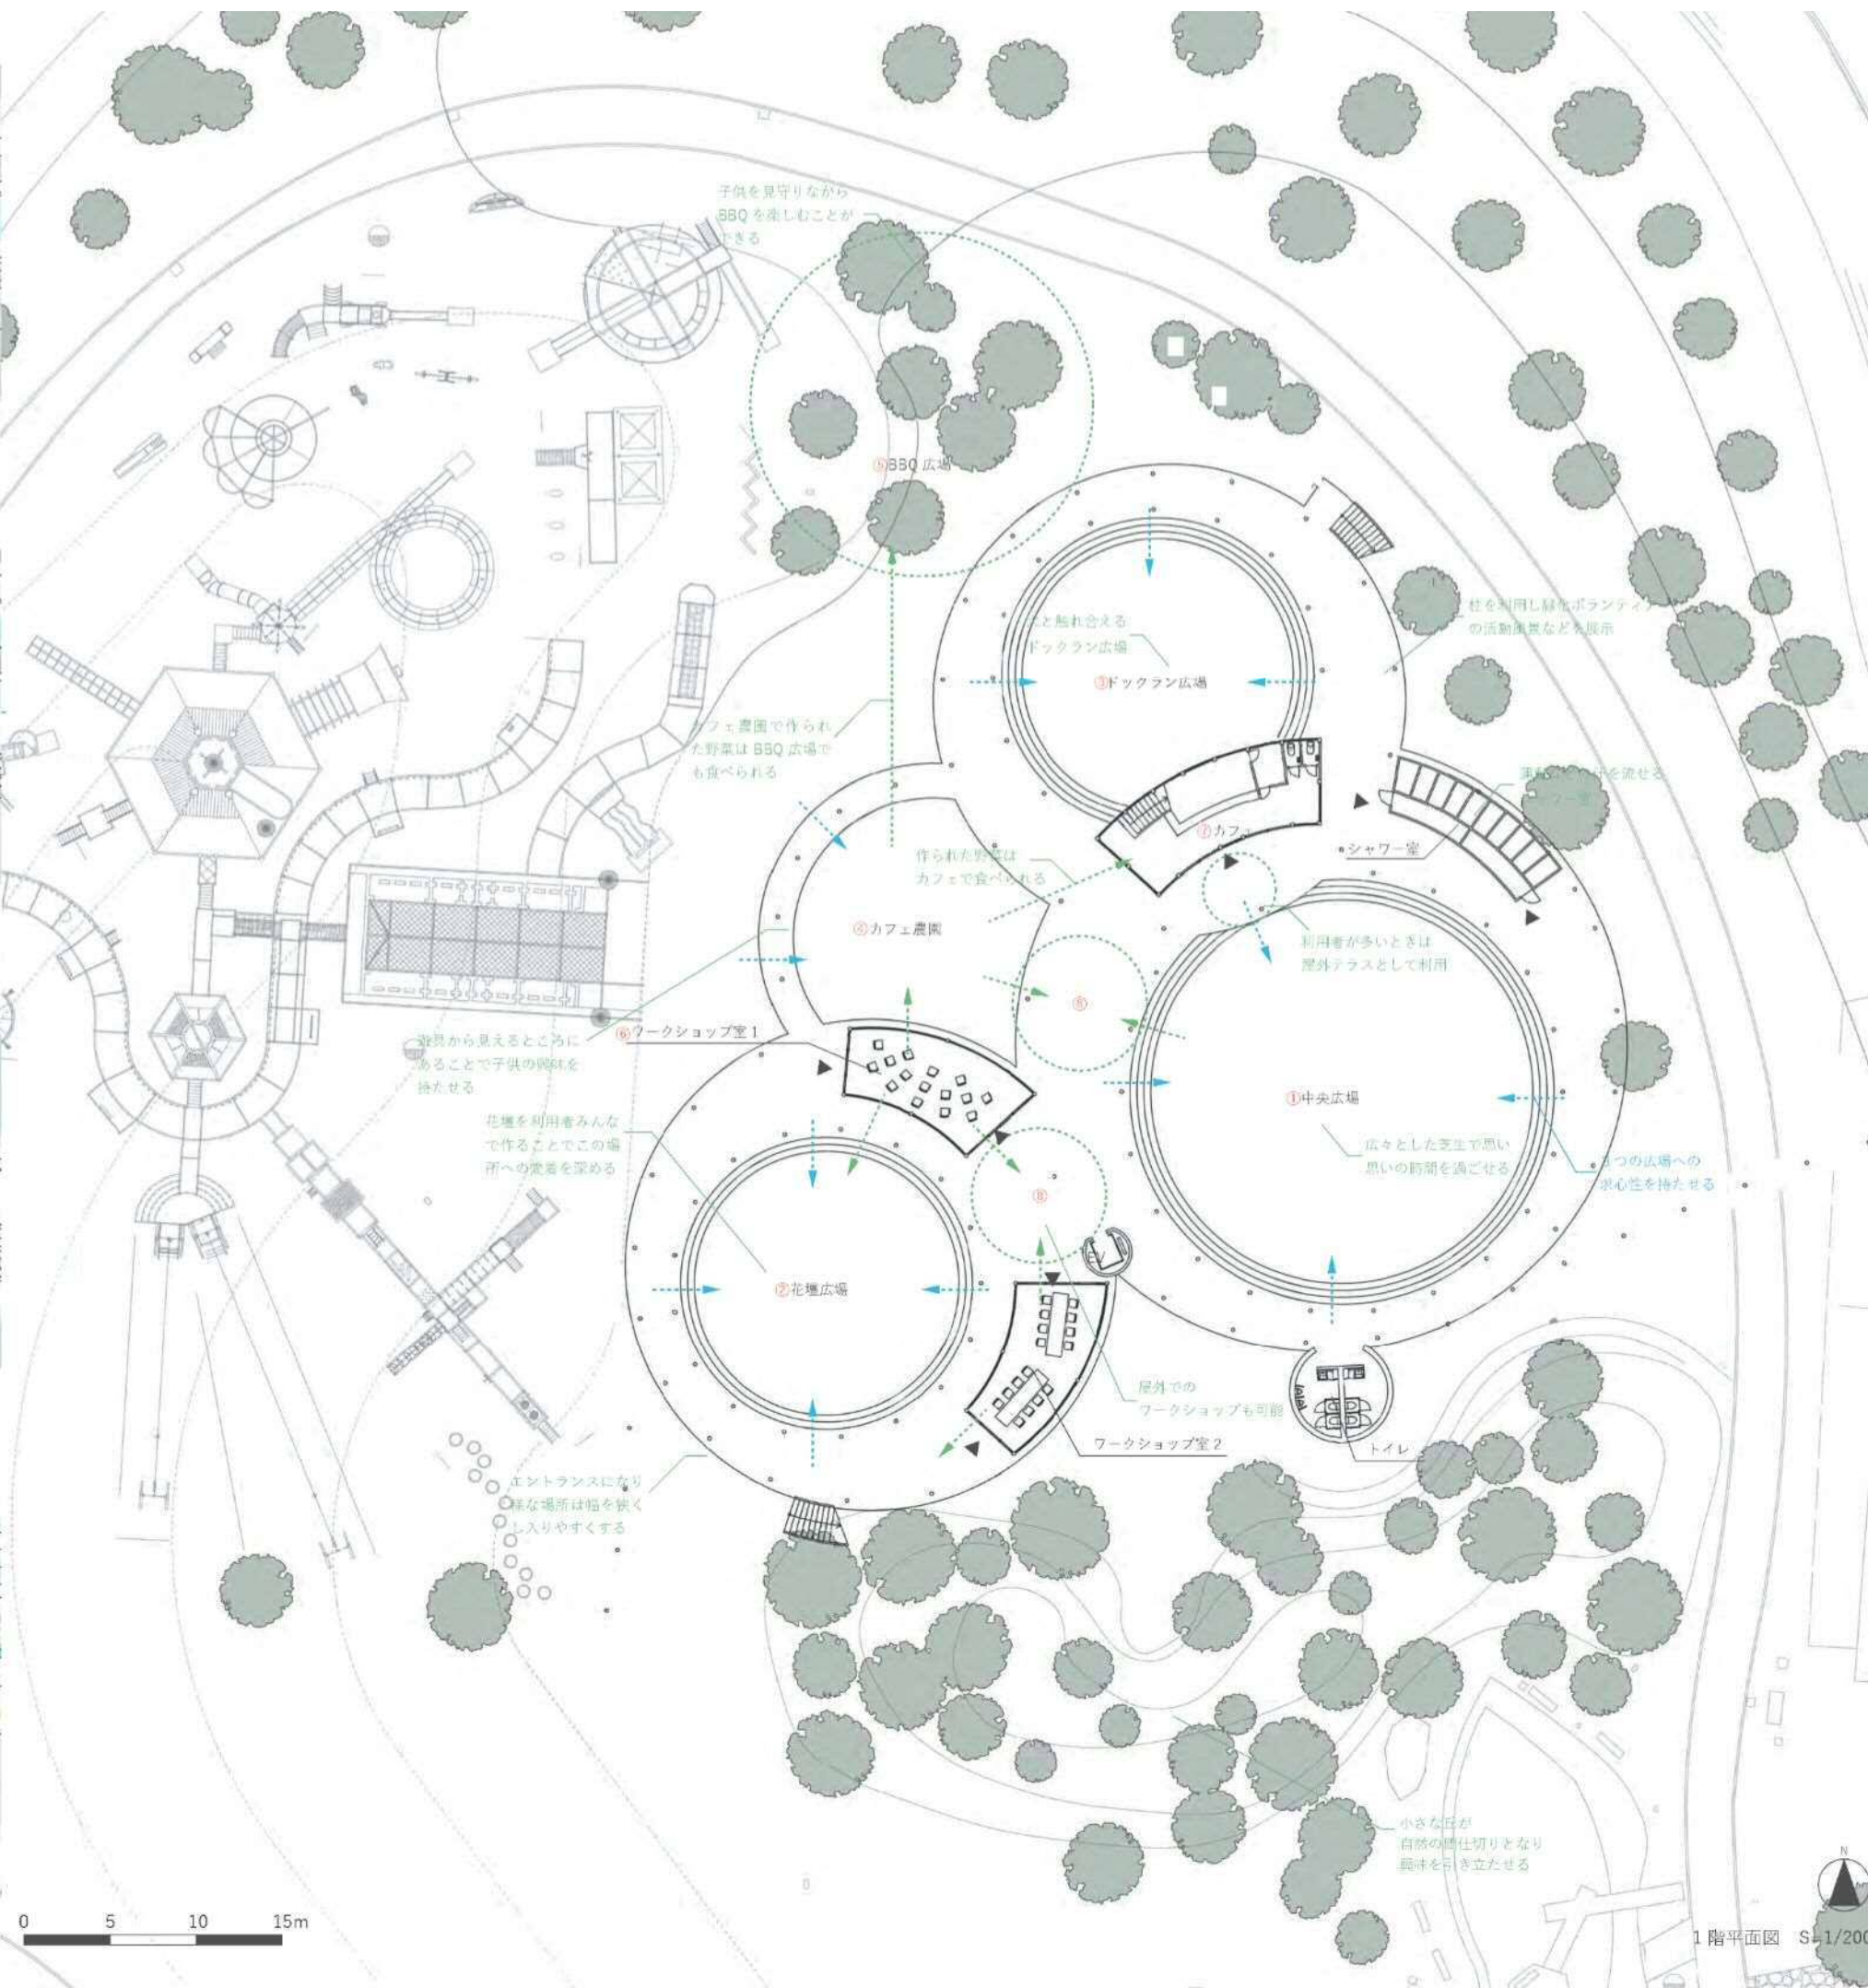 子供を見守りながら
BBQ を楽しむことが
できる
⑤BBQ 広場
柱を利用し緑化ボランティア
の活動風景などを展示
と触れ合える
ドックラン広場
③ドックラン広場
カフェ農園で作られ
た野菜は BBQ 広場で
も食べられる
を流せる
⑦カフェ
シャワー室
作られた野菜は
カフェで食べられる
④カフェ農園
利用者が多いときは
屋外テラスとして利用
⑧
⑥ワークショップ室 1
遊具から見えるところに
あることで子供の興味を
持たせる
①中央広場
花壇を利用者みんな
で作ることでこの場
所への愛着を深める
広々とした芝生で思い
思いの時間を過ごせる
3つの広場への
求心性を持たせる
⑧
EV
②花壇広場
屋外での
ワークショップも可能
ワークショップ室 2
トイレ
エントランスになり
様な場所は幅を狭く
し入りやすくする
小さな丘が
自然の間仕切りとなり
興味を引き立たせる
N
0 5 10 15m
1 階平面図 S=1/200